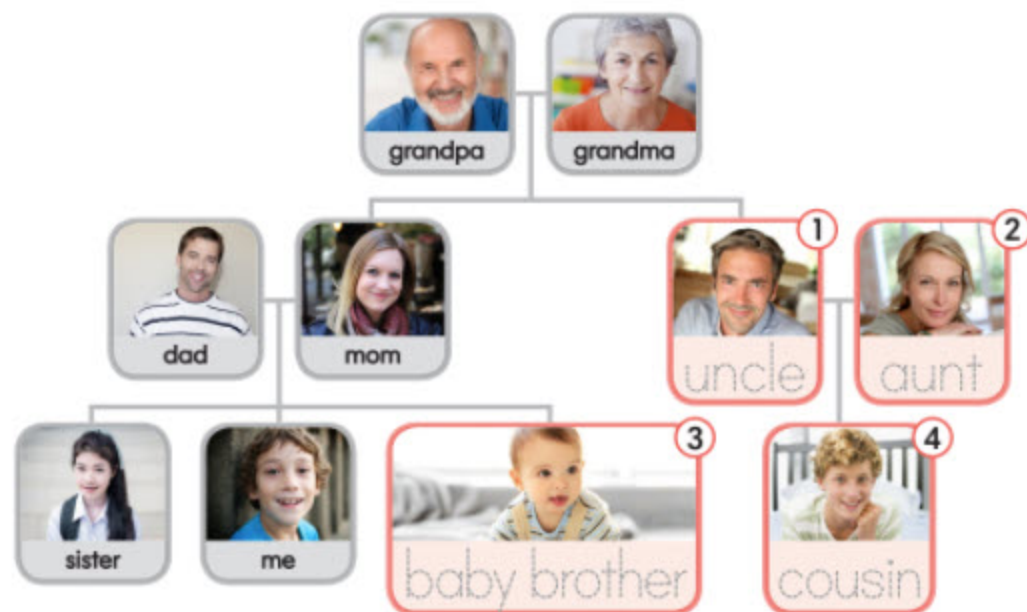 grandpa
grandma
dad
mom
1
uncle
2
aunt
sister
me
3
baby brother
4
cousin